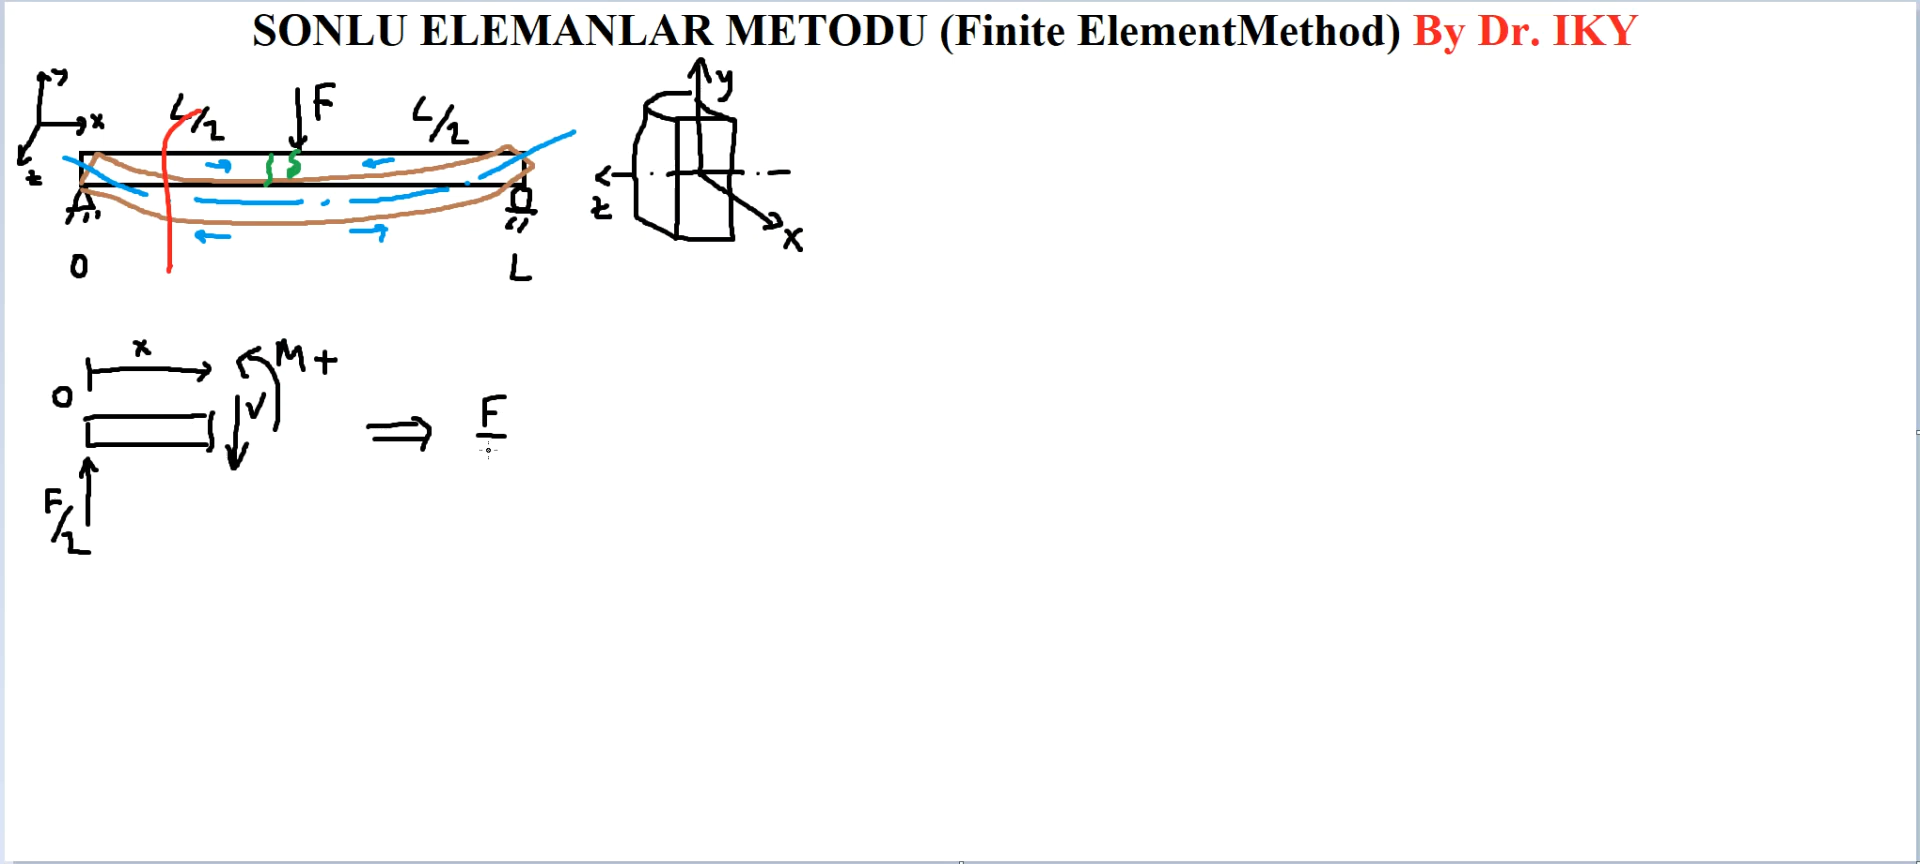 SONLU ELEMANLAR METODU (Finite ElementMethod) By Dr. IKY
y
x
z
L/2
F
L/2
y
z
x
0
L
x
M+
0
V
⇒ F
F/2